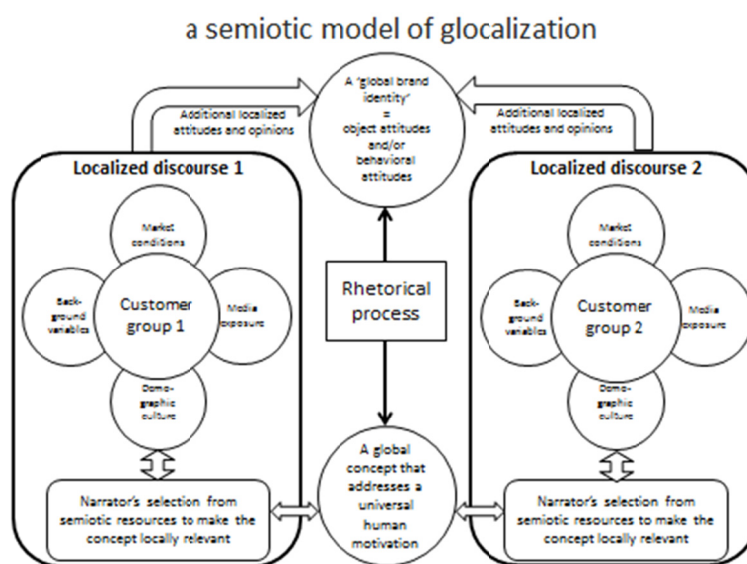 a semiotic model of glocalization
A 'global brand
identity'
=
object attitudes
and/or
behavioral
attitudes
Additional localized
attitudes and opinions
Additional localized
attitudes and opinions
Localized discourse 1
Market
conditions
Back-
ground
variables
Customer
group 1
Media
exposure
Demo-
graphic
culture
Narrator's selection from
semiotic resources to make the
concept locally relevant
Rhetorical
process
A global
concept that
addresses a
universal
human
motivation
Localized discourse 2
Market
conditions
Back-
ground
variables
Customer
group 2
Media
exposure
Demo-
graphic
culture
Narrator's selection from
semiotic resources to make the
concept locally relevant